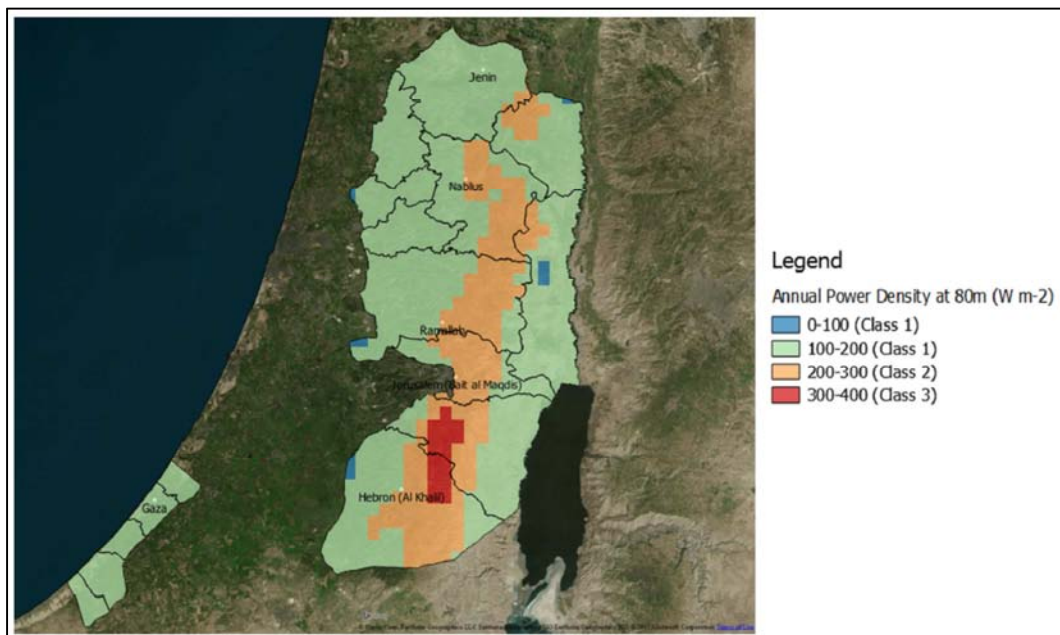 Jenin
Nablus
Ramallah
Jerusalem (Bait al Maqdis)
Hebron (Al Khalil)
Gaza
Legend
Annual Power Density at 80m (W m-2)
0-100 (Class 1)
100-200 (Class 1)
200-300 (Class 2)
300-400 (Class 3)